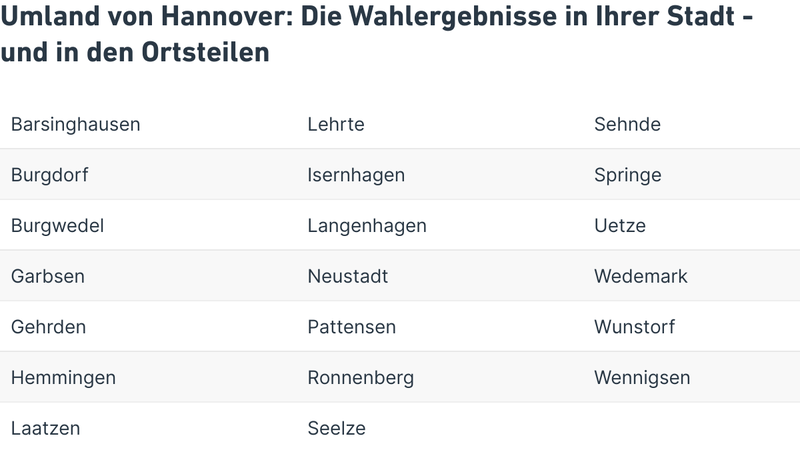 Umland von Hannover: Die Wahlergebnisse in Ihrer Stadt -
und in den Ortsteilen
Barsinghausen Lehrte Sehnde
Burgdorf Isernhagen Springe
Burgwedel Langenhagen Uetze
Garbsen Neustadt Wedemark
Gehrden Pattensen Wunstorf
Hemmingen Ronnenberg Wennigsen
Laatzen Seelze